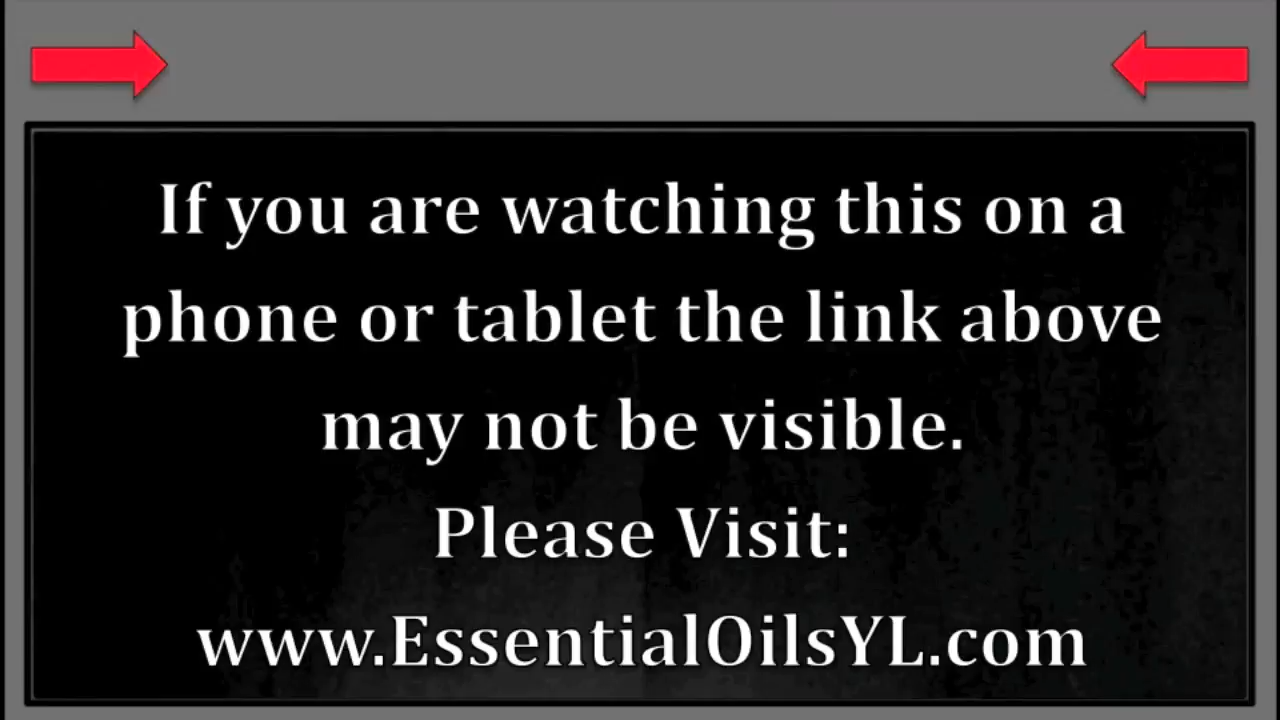 If you are watching this on a
phone or tablet the link above
may not be visible.
Please Visit:
www.EssentialOilsYL.com